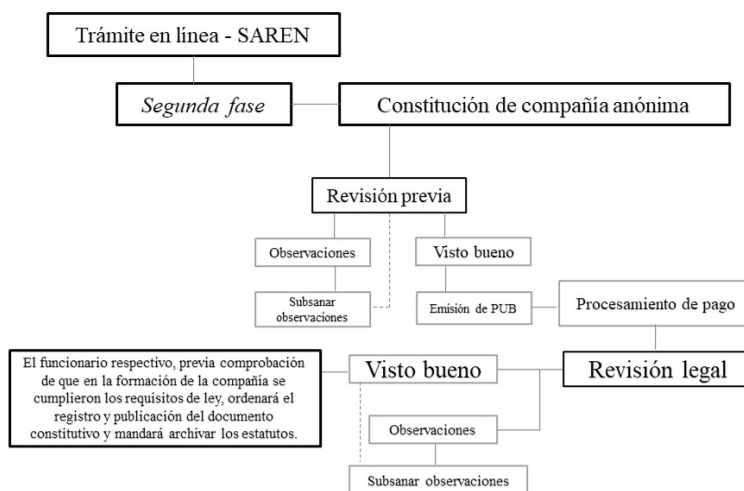 Trámite en línea - SAREN
Segunda fase
Constitución de compañía anónima
Revisión previa
Observaciones
Visto bueno
Subsanar
observaciones
Emisión de PUB
Procesamiento de pago
El funcionario respectivo, previa comprobación
de que en la formación de la compañía se
cumplieron los requisitos de ley, ordenará el
registro y publicación del documento
constitutivo y mandará archivar los estatutos.
Visto bueno
Revisión legal
Observaciones
Subsanar observaciones